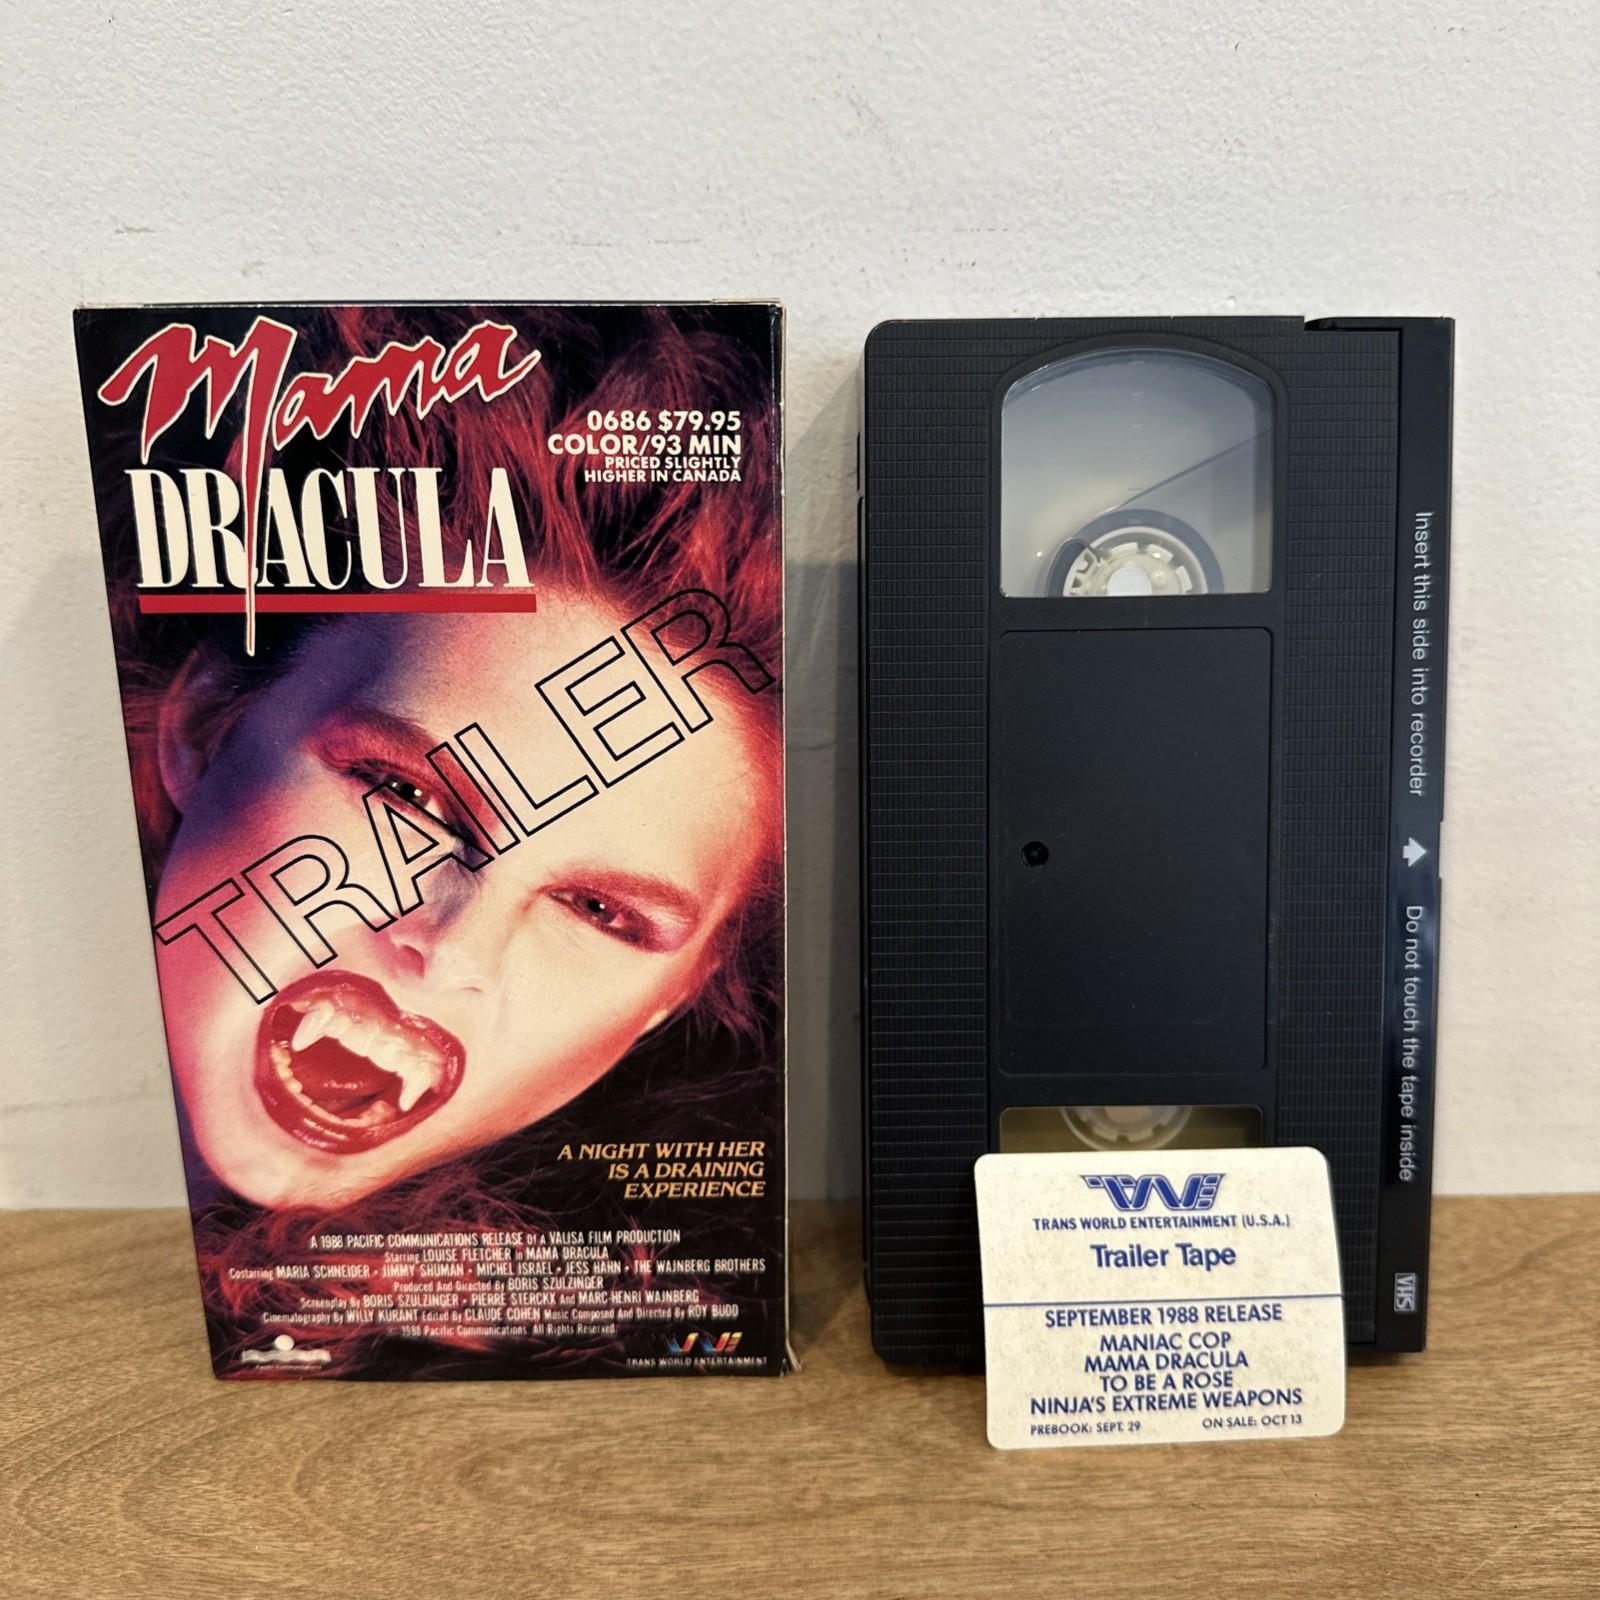 Mama
DRACULA
0686 $79.95
COLOR/93 MIN
PRICED SLIGHTLY
HIGHER IN CANADA
TRAILER
A NIGHT WITH HER
IS A DRAINING
EXPERIENCE
A 1988 PACIFIC COMMUNICATIONS RELEASE Of A VALISA FILM PRODUCTION
Starring LOUISE FLETCHER in MAMA DRACULA
Costarring MARIA SCHNEIDER • JIMMY SHUMAN • MICHEL ISRAEL • JESS HAHN • THE WAJNBERG BROTHERS
Produced And Directed By BORIS SZULZINGER
Screenplay By BORIS SZULZINGER • PIERRE STERCKX And MARC-HENRI WAJNBERG
Cinematography By WILLY KURANT Edited By CLAUDE COHEN Music Composed And Directed By ROY BUDD
© 1988 Pacific Communications. All Rights Reserved.
Pacific Communications
TWE
TRANS WORLD ENTERTAINMENT
Insert this side into recorder
Do not touch the tape inside
VHS
TWE
TRANS WORLD ENTERTAINMENT (U.S.A.)
Trailer Tape
SEPTEMBER 1988 RELEASE
MANIAC COP
MAMA DRACULA
TO BE A ROSE
NINJA'S EXTREME WEAPONS
PREBOOK: SEPT. 29 ON SALE: OCT 13